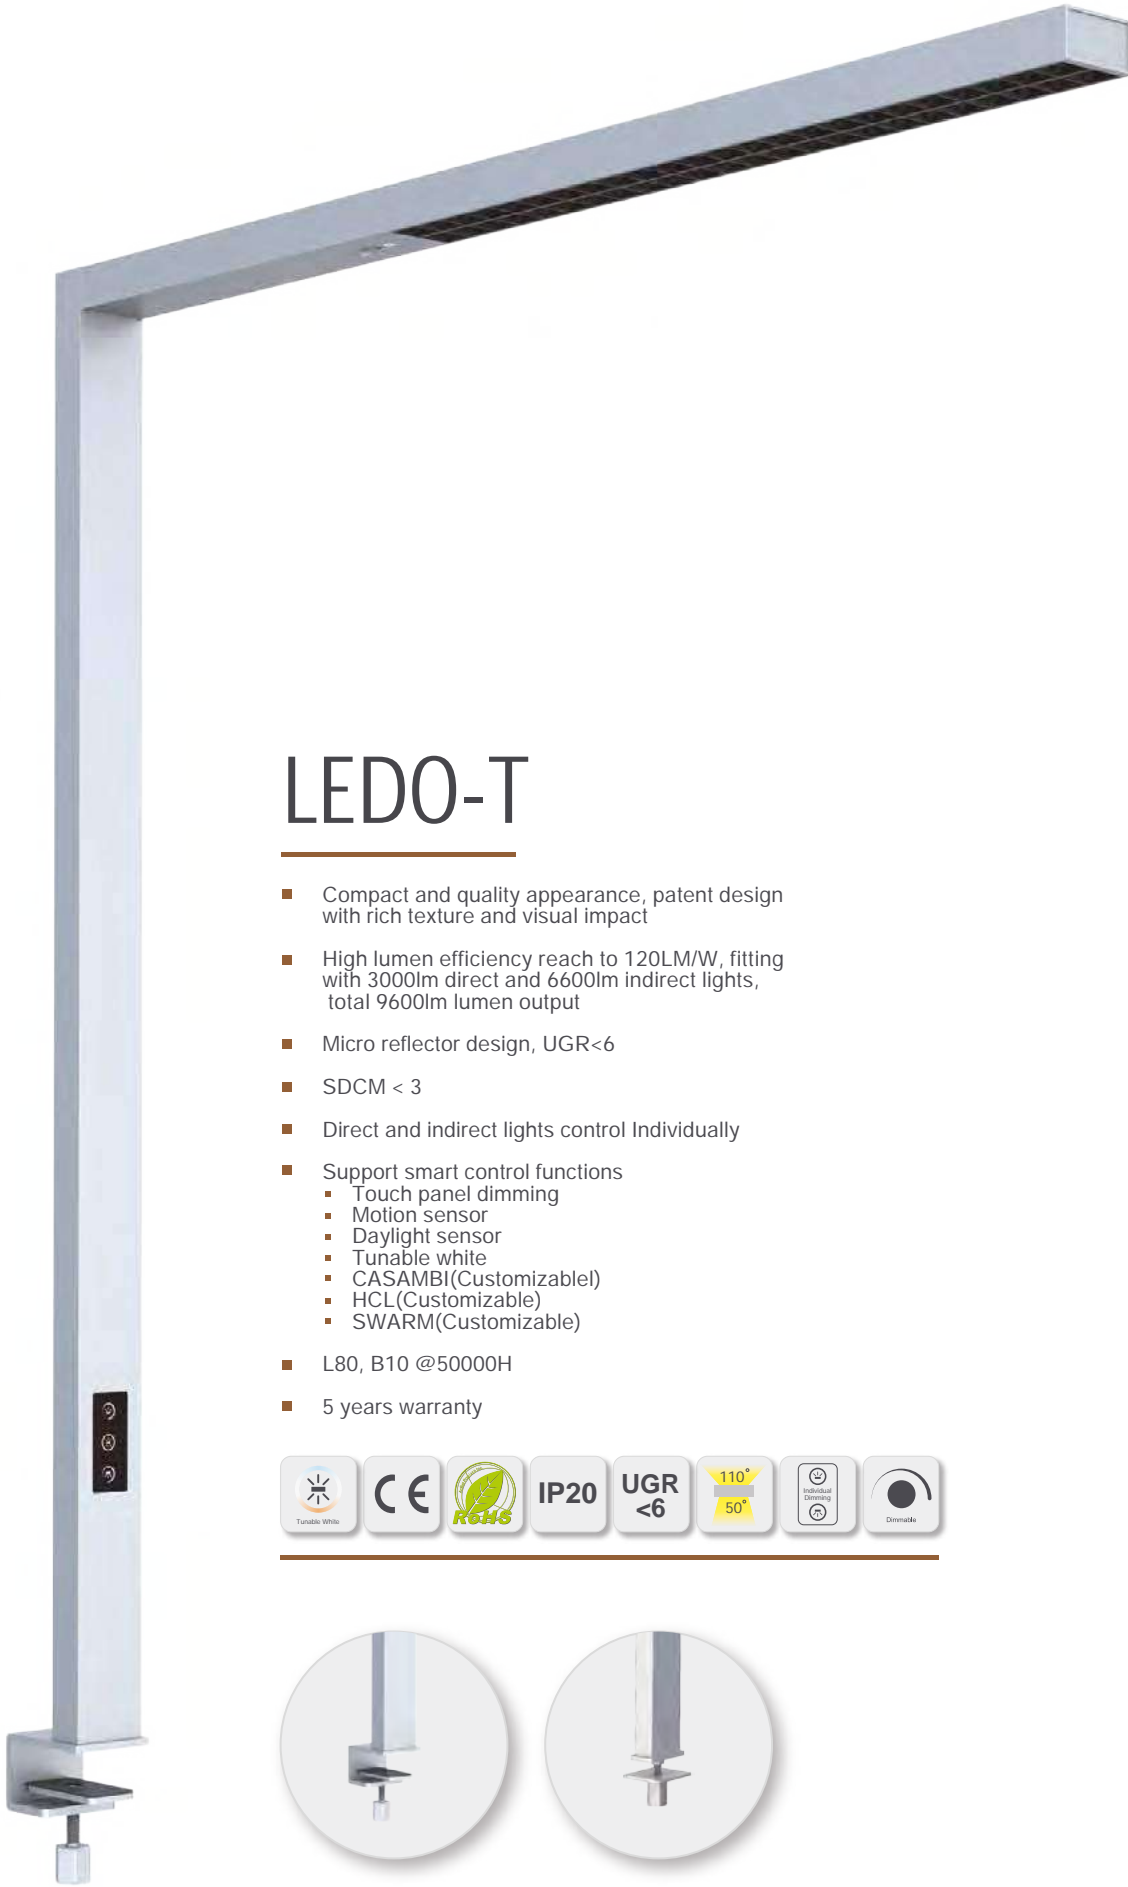 LEDO-T
Compact and quality appearance, patent design
with rich texture and visual impact
High lumen efficiency reach to 120LM/W, fitting
with 3000lm direct and 6600lm indirect lights,
total 9600lm lumen output
Micro reflector design, UGR<6
SDCM < 3
Direct and indirect lights control Individually
Support smart control functions
Touch panel dimming
Motion sensor
Daylight sensor
Tunable white
CASAMBI(Customizablel)
HCL(Customizable)
SWARM(Customizable)
L80, B10 @50000H
5 years warranty
Tunable White
CE
RoHS
IP20
UGR
<6
110°
50°
Individual
Dimming
Dimmable